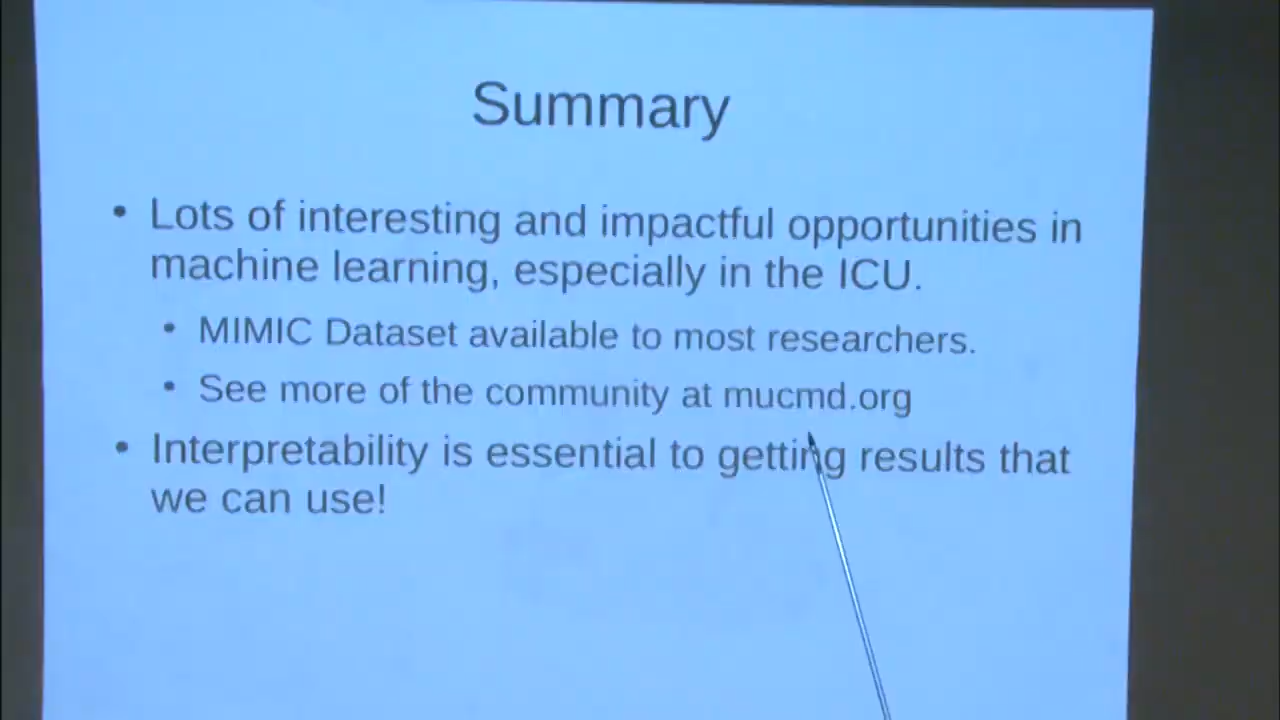 Summary
• Lots of interesting and impactful opportunities in
machine learning, especially in the ICU.
• MIMIC Dataset available to most researchers.
• See more of the community at mucmd.org
• Interpretability is essential to getting results that
we can use!